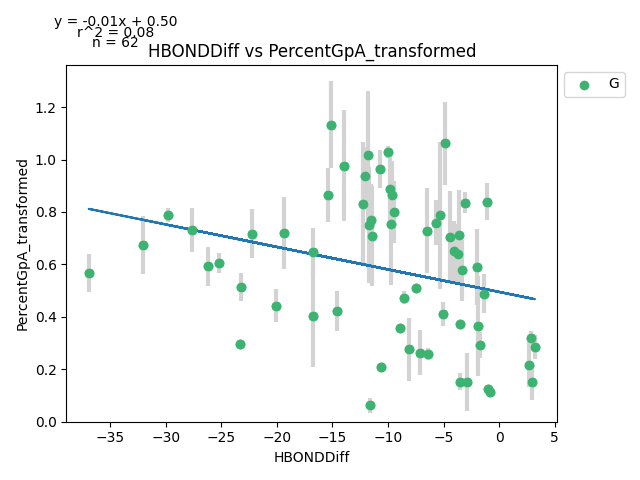 y = -0.01x + 0.50
r^2 = 0.08
n = 62
HBONDDiff vs PercentGpA_transformed
G
PercentGpA_transformed
1.2
1.0
0.8
0.6
0.4
0.2
0.0
−35 −30 −25 −20 −15 −10 −5 0 5
HBONDDiff